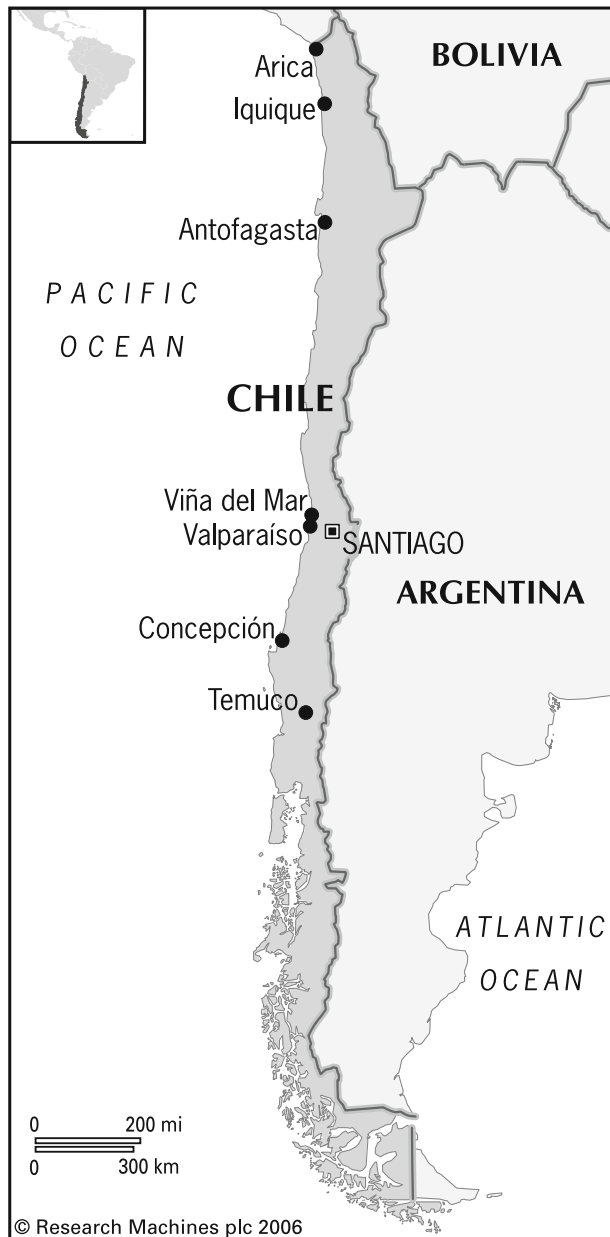 BOLIVIA
Arica
Iquique
Antofagasta
PACIFIC
OCEAN
CHILE
Viña del Mar
Valparaíso
SANTIAGO
ARGENTINA
Concepción
Temuco
ATLANTIC
OCEAN
0 200 mi
0 300 km
© Research Machines plc 2006